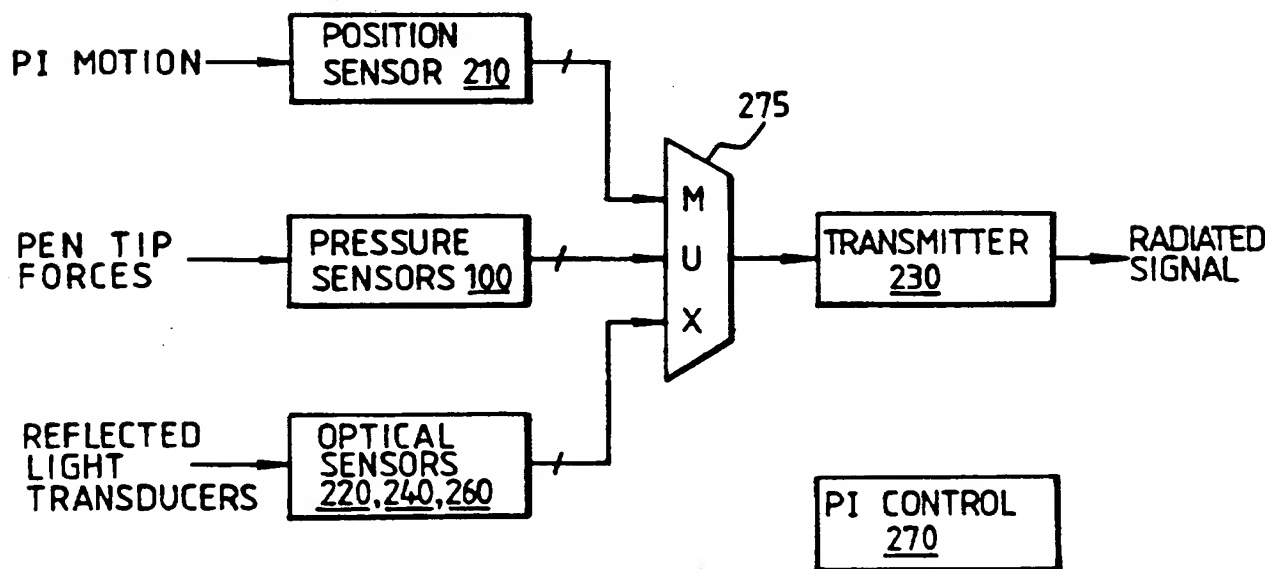 PI MOTION
POSITION
SENSOR 210
275
PEN TIP
FORCES
PRESSURE
SENSORS 100
M
U
X
TRANSMITTER
230
RADIATED
SIGNAL
REFLECTED
LIGHT
TRANSDUCERS
OPTICAL
SENSORS
220,240,260
PI CONTROL
270